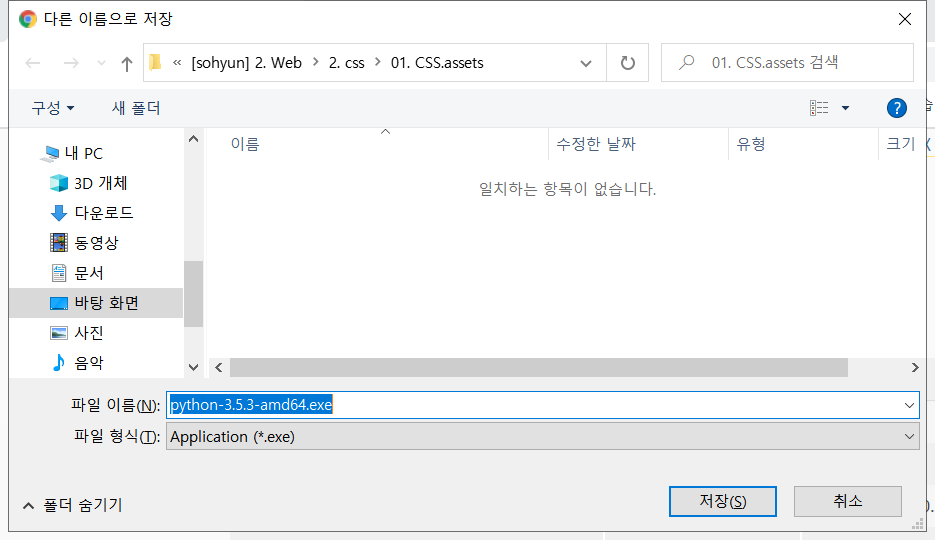 다른 이름으로 저장
« [sohyun] 2. Web > 2. css > 01. CSS.assets
01. CSS.assets 검색
구성
새 폴더
?
내 PC
3D 개체
다운로드
동영상
문서
바탕 화면
사진
음악
이름
수정한 날짜
유형
크기
일치하는 항목이 없습니다.
파일 이름(N): python-3.5.3-amd64.exe
파일 형식(T): Application (*.exe)
폴더 숨기기
저장(S)
취소